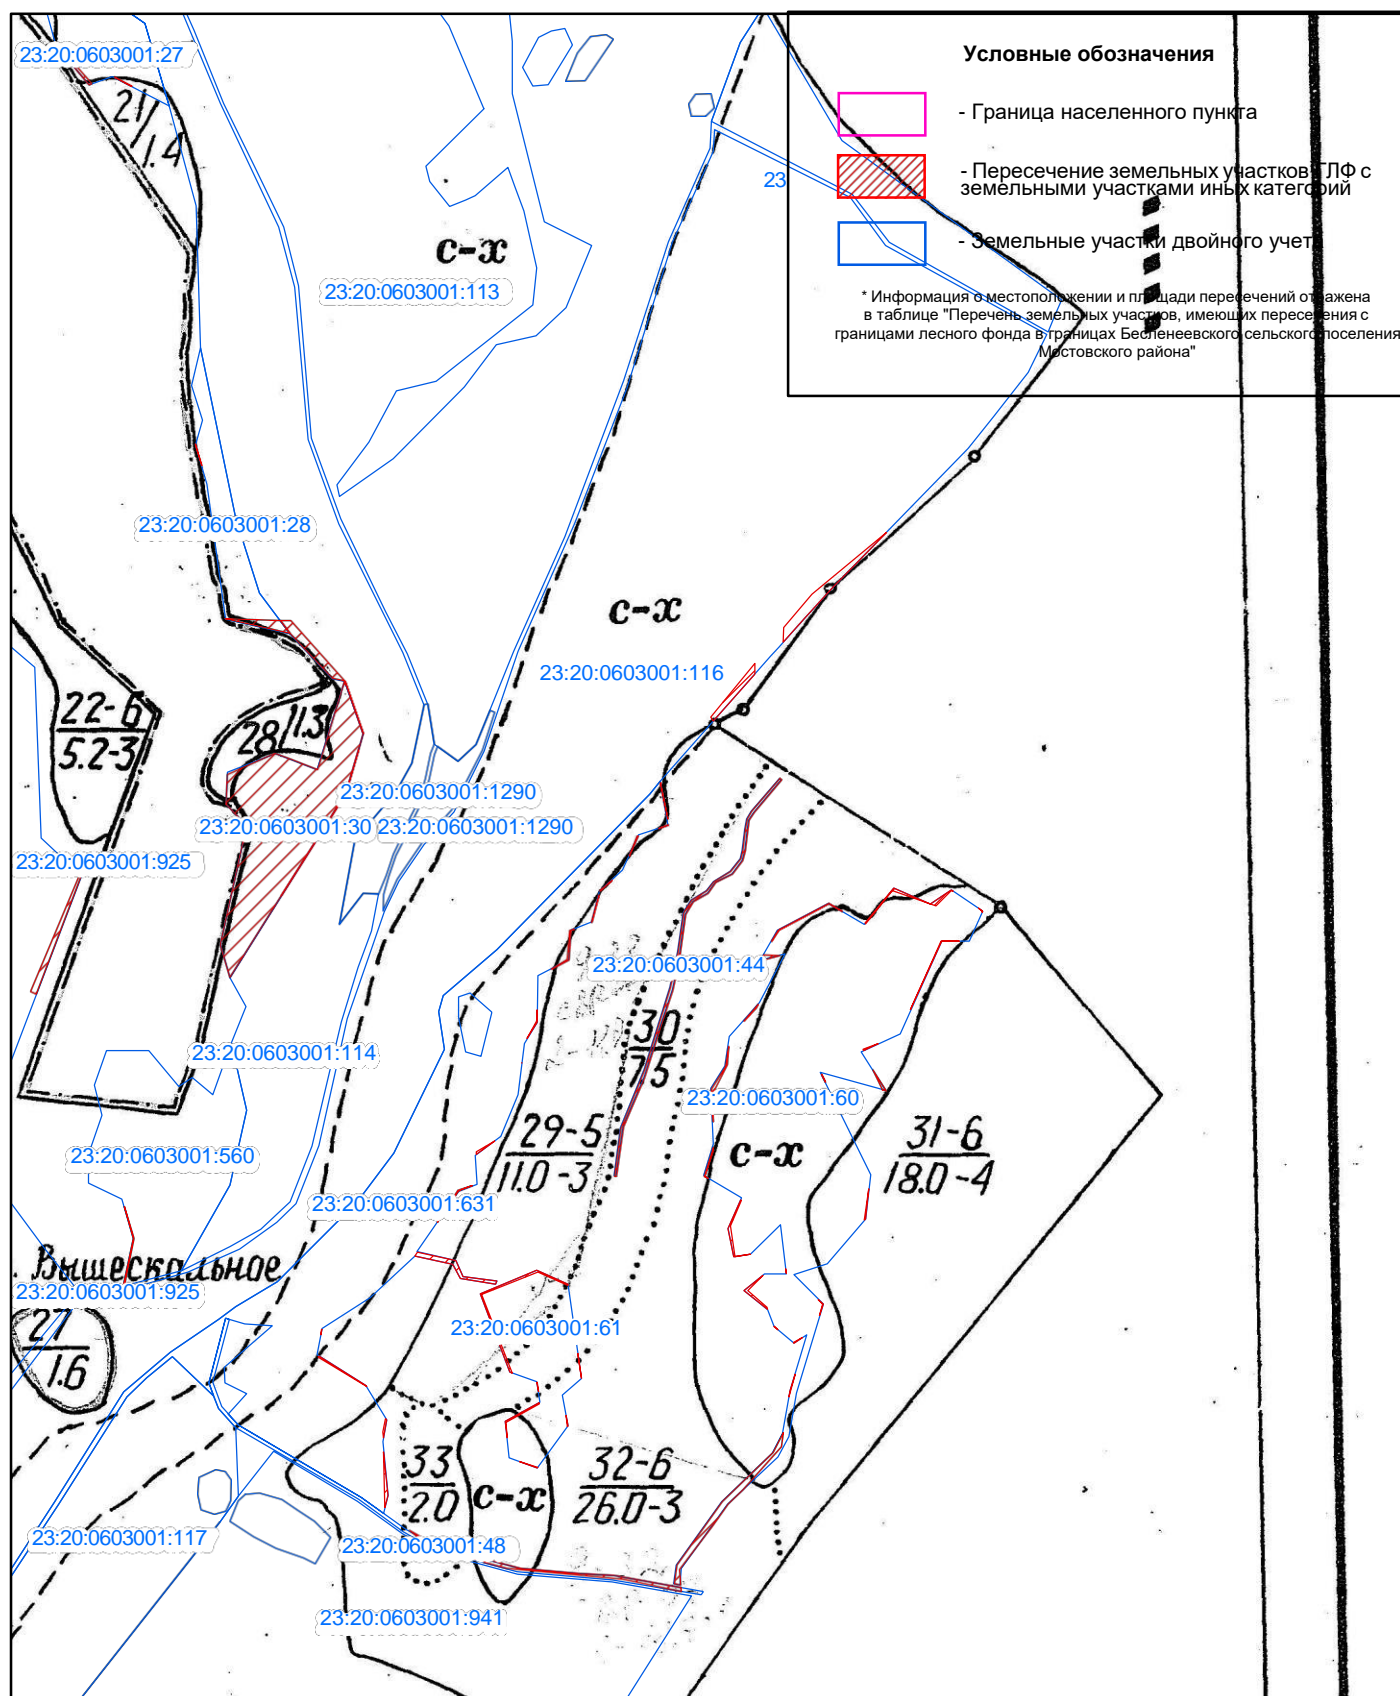 Условные обозначения
- Граница населенного пункта
- Пересечение земельных участков ГЛФ с
земельными участками иных категорий
- Земельные участки двойного учета
* Информация о местоположении и площади пересечений отражена
в таблице "Перечень земельных участков, имеющих пересечения с
границами лесного фонда в границах Бесленеевского сельского поселения
Мостовского района"
23:20:0603001:27
21/1.4
23
с-х
23:20:0603001:113
23:20:0603001:28
с-х
23:20:0603001:116
22-6
5.2-3
28/1.3
23:20:0603001:1290
23:20:0603001:30
23:20:0603001:1290
23:20:0603001:925
23:20:0603001:44
30
7.5
23:20:0603001:114
23:20:0603001:60
29-5
11.0-3
с-х
31-6
18.0-4
23:20:0603001:560
23:20:0603001:631
. Вышескальное
23:20:0603001:925
27
1.6
23:20:0603001:61
33
2.0
с-х
32-6
26.0-3
23:20:0603001:117
23:20:0603001:48
23:20:0603001:941